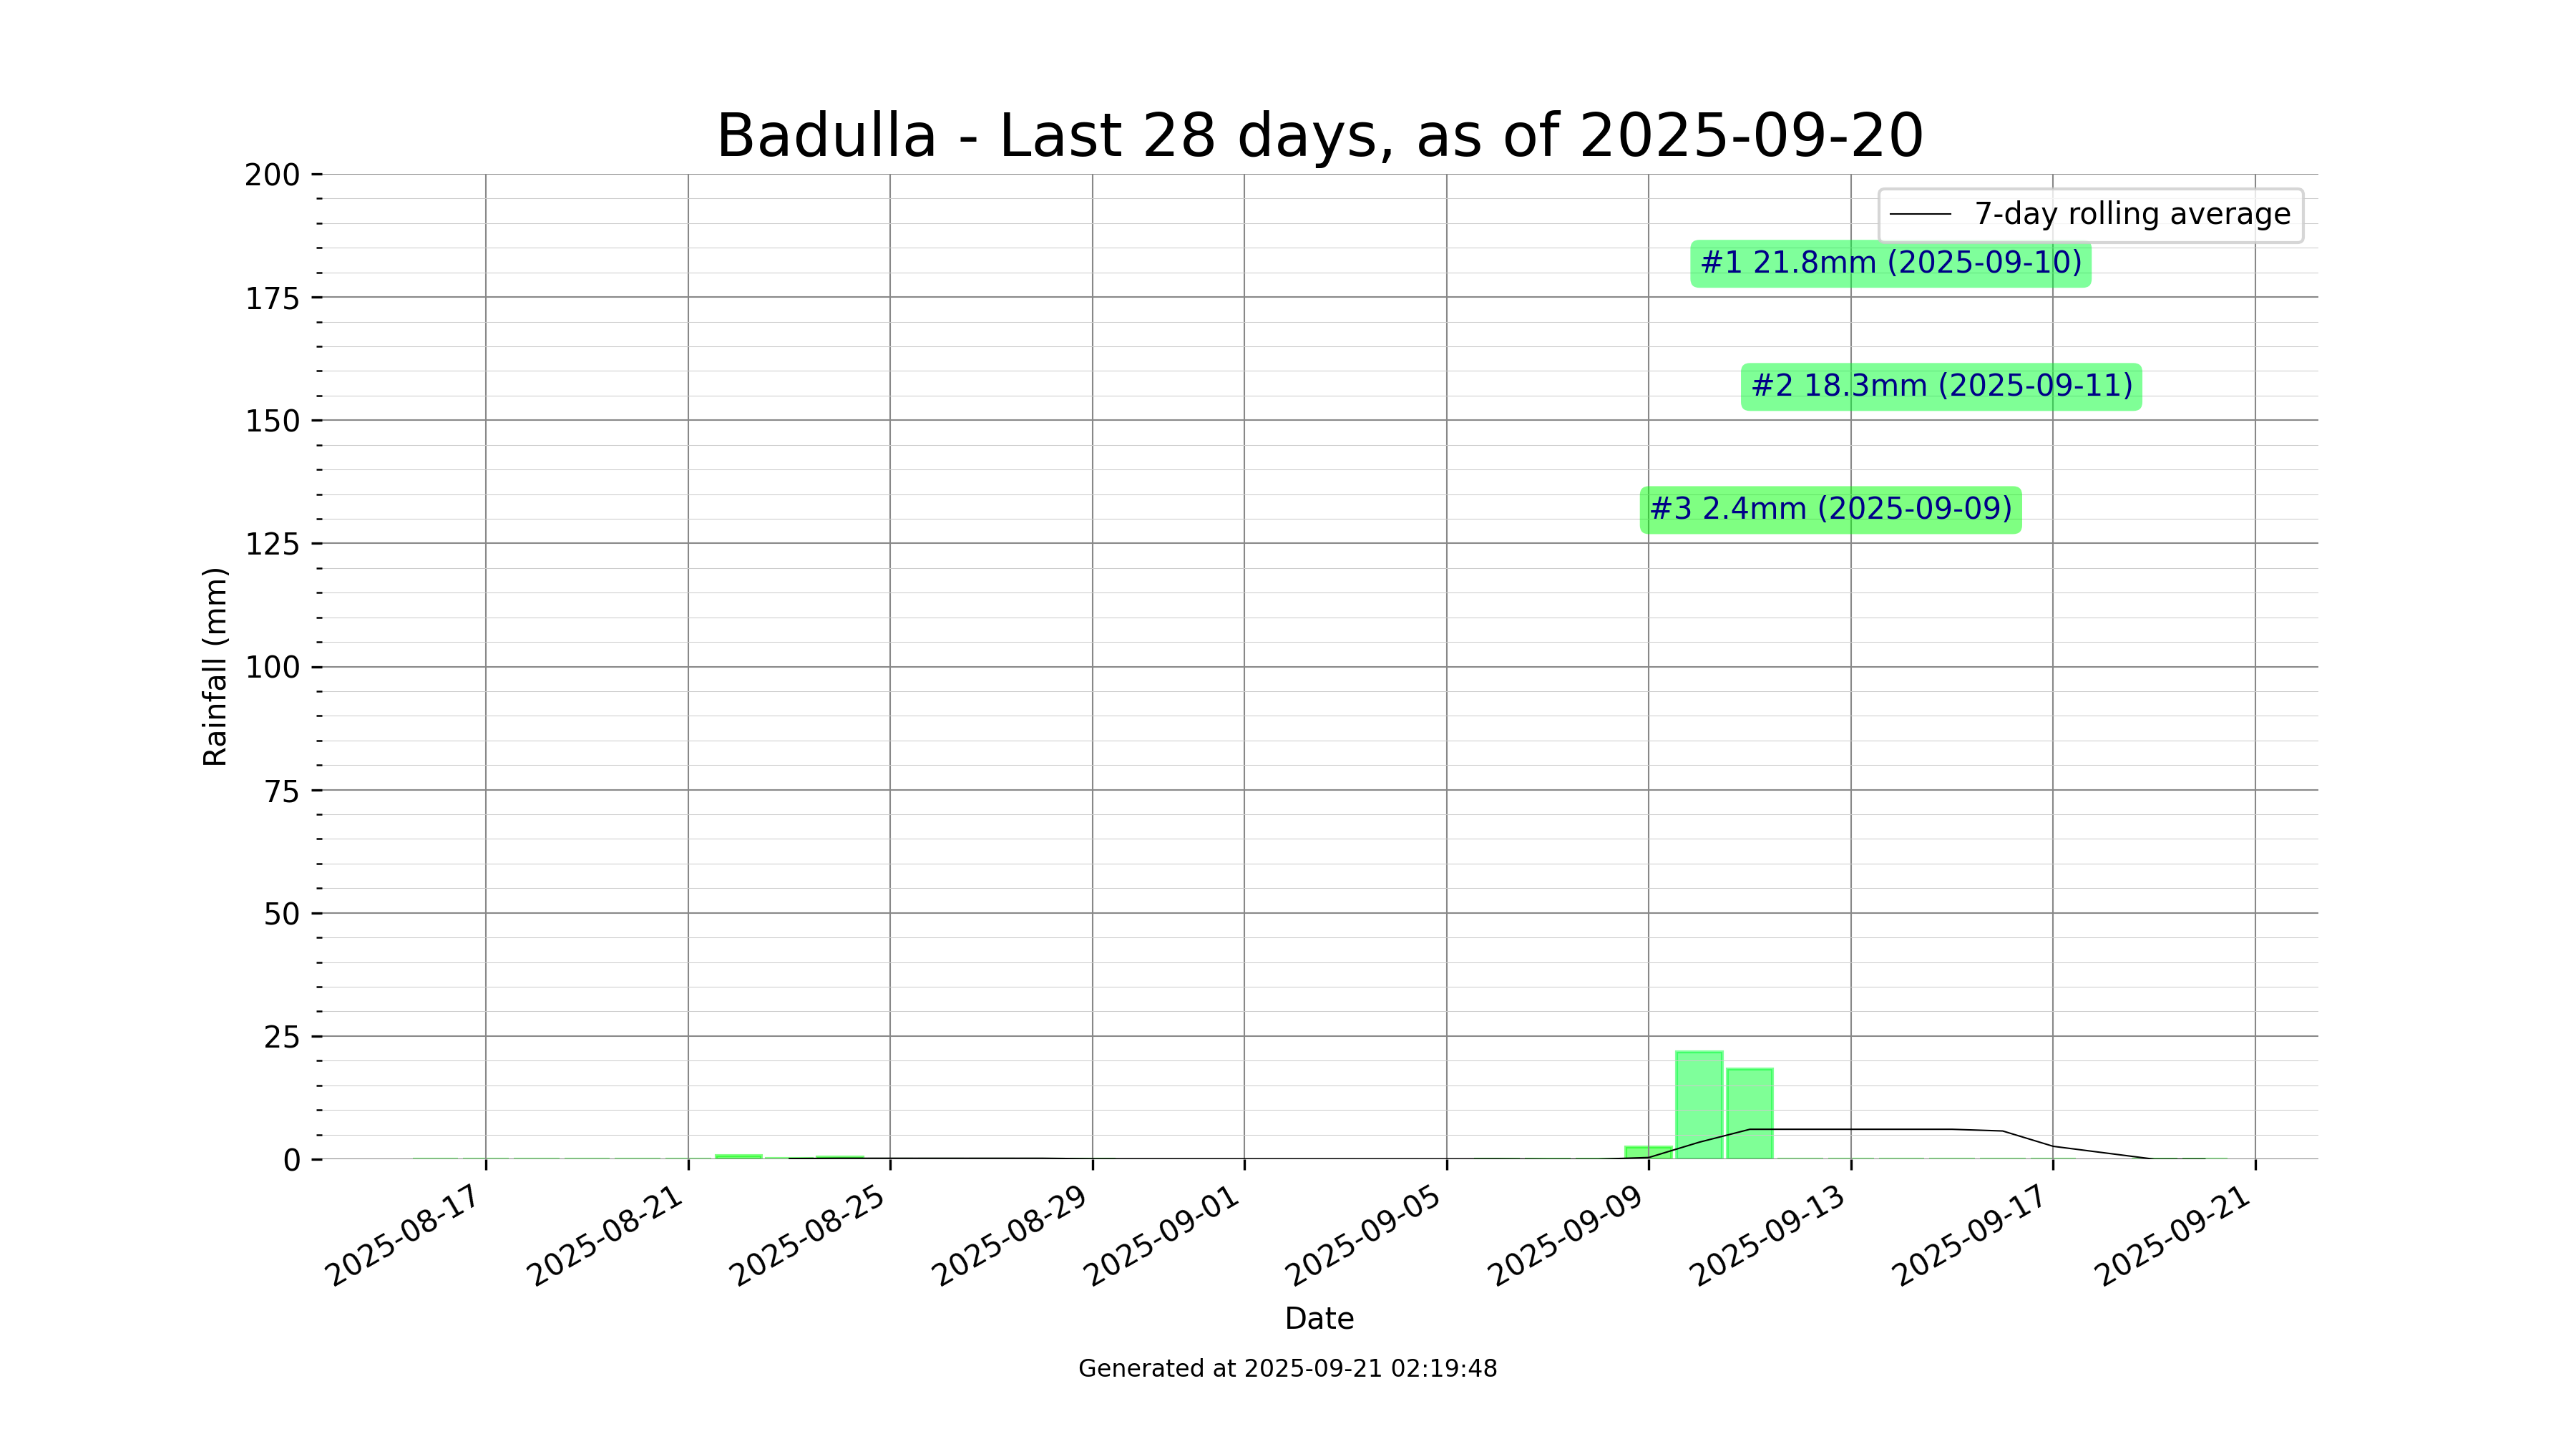 Badulla - Last 28 days, as of 2025-09-20
7-day rolling average
#1 21.8mm (2025-09-10)
#2 18.3mm (2025-09-11)
#3 2.4mm (2025-09-09)
Rainfall (mm)
200
175
150
125
100
75
50
25
0
2025-08-17
2025-08-21
2025-08-25
2025-08-29
2025-09-01
2025-09-05
2025-09-09
2025-09-13
2025-09-17
2025-09-21
Date
Generated at 2025-09-21 02:19:48